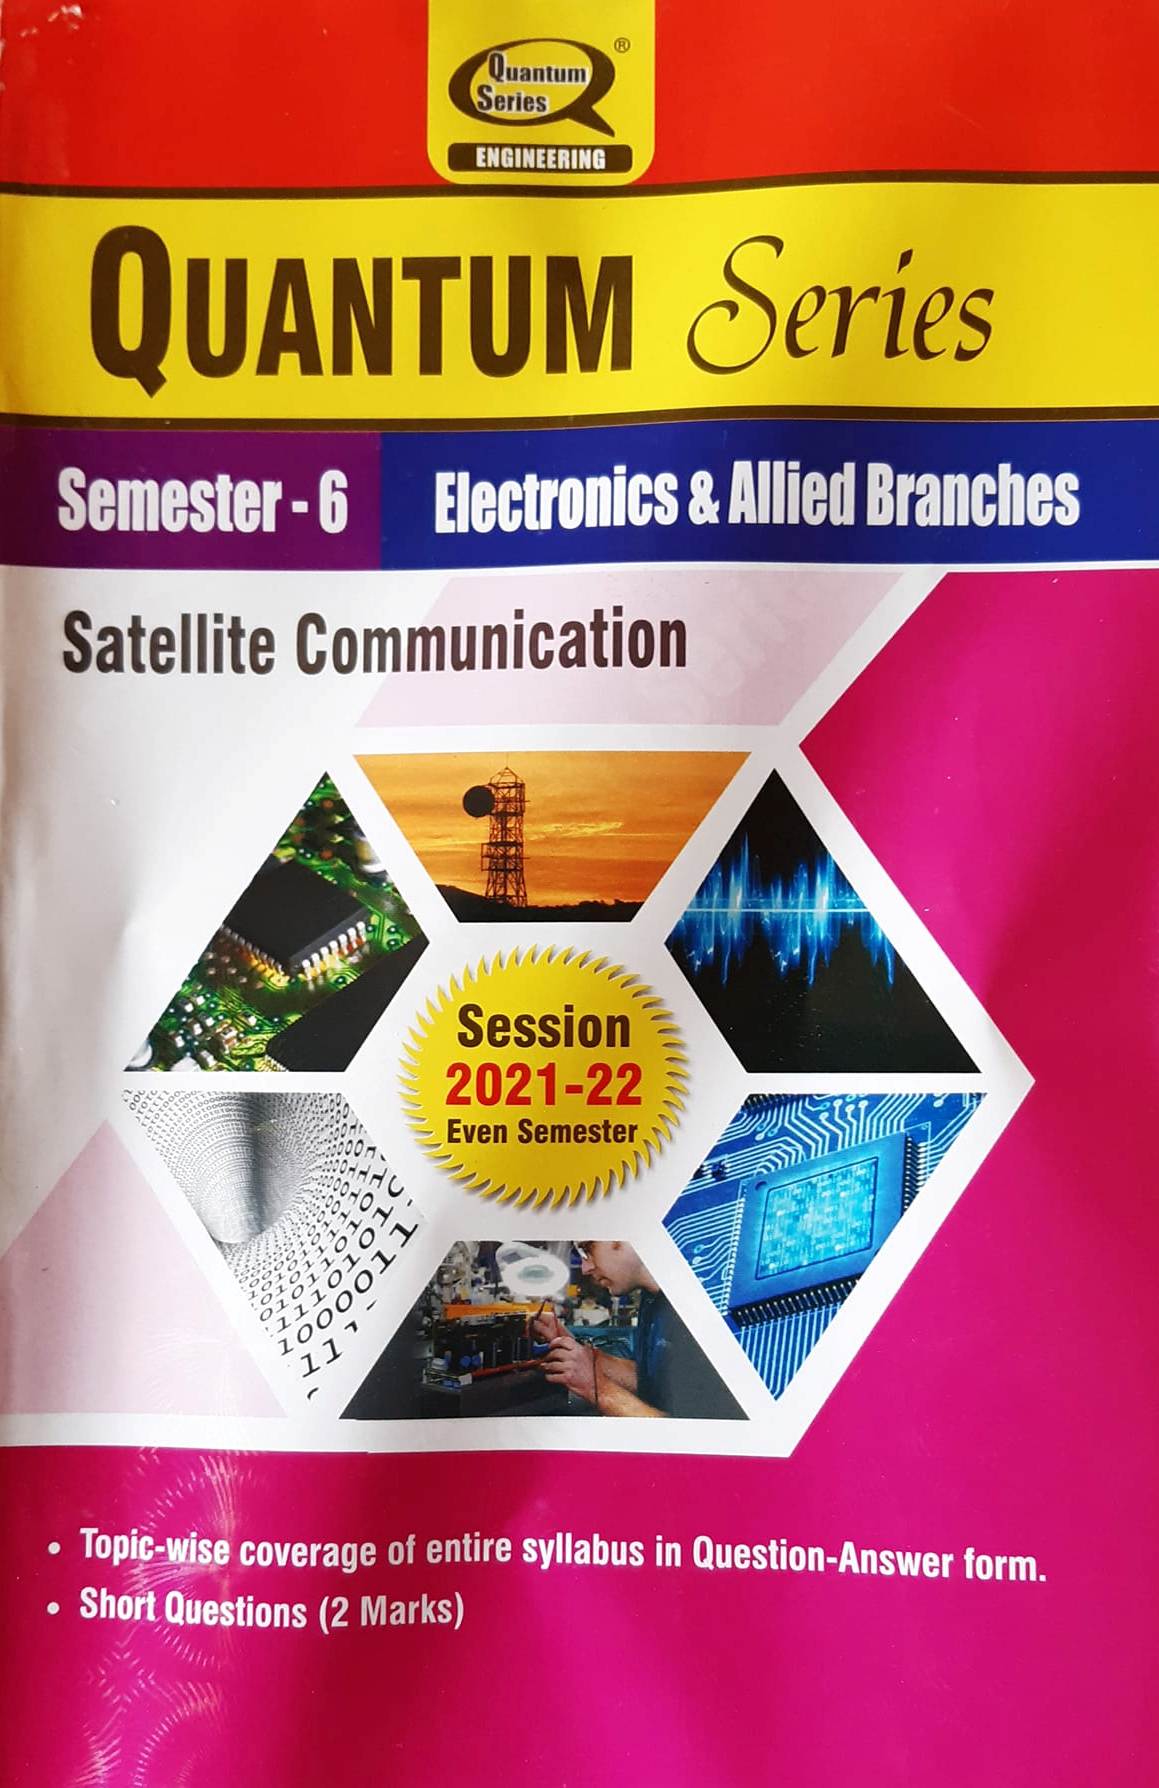 Quantum ®
Series
ENGINEERING
QUANTUM Series
Semester - 6 Electronics & Allied Branches
Satellite Communication
Session
2021-22
Even Semester
• Topic-wise coverage of entire syllabus in Question-Answer form.
• Short Questions (2 Marks)